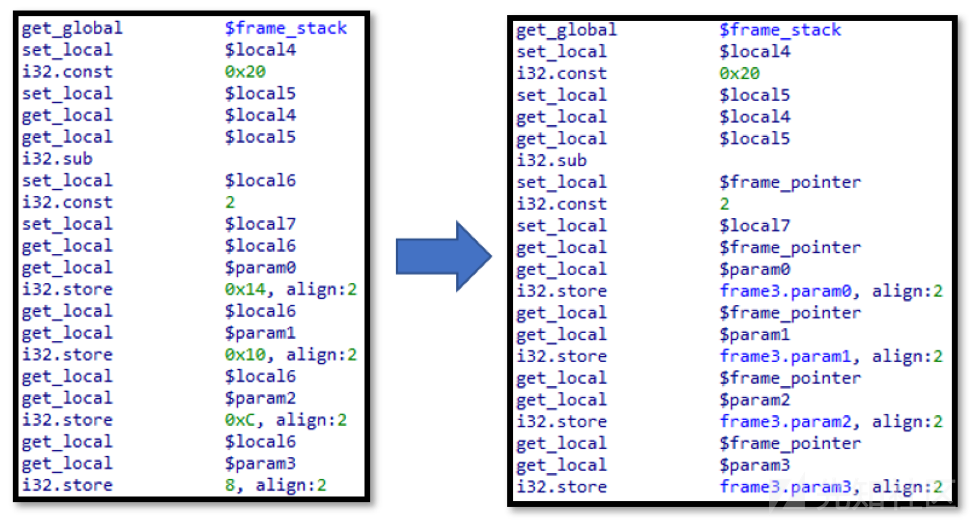 get_global $frame_stack
set_local $local4
i32.const 0x20
set_local $local5
get_local $local4
get_local $local5
i32.sub
set_local $local6
i32.const 2
set_local $local7
get_local $local6
get_local $param0
i32.store 0x14, align:2
get_local $local6
get_local $param1
i32.store 0x10, align:2
get_local $local6
get_local $param2
i32.store 0xC, align:2
get_local $local6
get_local $param3
i32.store 8, align:2
get_global $frame_stack
set_local $local4
i32.const 0x20
set_local $local5
get_local $local4
get_local $local5
i32.sub
set_local $frame_pointer
i32.const 2
set_local $local7
get_local $frame_pointer
get_local $param0
i32.store frame3.param0, align:2
get_local $frame_pointer
get_local $param1
i32.store frame3.param1, align:2
get_local $frame_pointer
get_local $param2
i32.store frame3.param2, align:2
get_local $frame_pointer
get_local $param3
i32.store frame3.param3, align:2